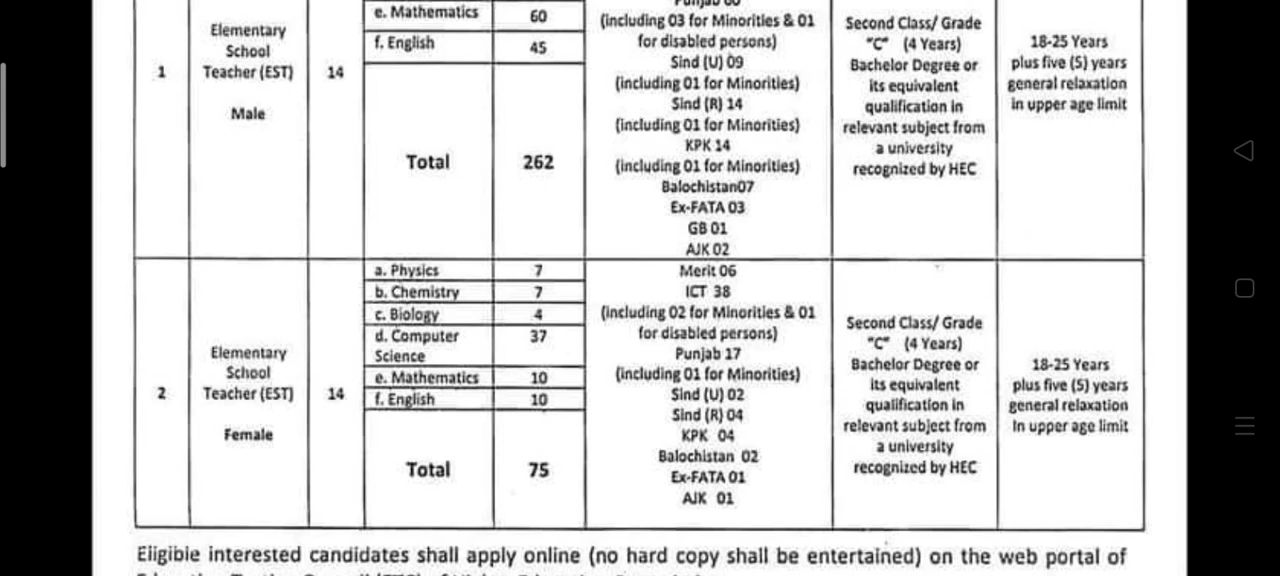 e. Mathematics 60
f. English 45
Total 262
1
Elementary
School
Teacher (EST)
Male
14
(including 03 for Minorities & 01
for disabled persons)
Sind (U) 09
(including 01 for Minorities)
Sind (R) 14
(including 01 for Minorities)
KPK 14
(including 01 for Minorities)
Balochistan07
Ex-FATA 03
GB 01
AJK 02
Second Class/ Grade
"C" (4 Years)
Bachelor Degree or
its equivalent
qualification in
relevant subject from
a university
recognized by HEC
18-25 Years
plus five (5) years
general relaxation
in upper age limit
2
Elementary
School
Teacher (EST)
Female
14
a. Physics 7
b. Chemistry 7
c. Biology 4
d. Computer 37
Science
e. Mathematics 10
f. English 10
Total 75
Merit 06
ICT 38
(including 02 for Minorities & 01
for disabled persons)
Punjab 17
(including 01 for Minorities)
Sind (U) 02
Sind (R) 04
KPK 04
Balochistan 02
Ex-FATA 01
AJK 01
Second Class/ Grade
"C" (4 Years)
Bachelor Degree or
its equivalent
qualification in
relevant subject from
a university
recognized by HEC
18-25 Years
plus five (5) years
general relaxation
in upper age limit
Eligible interested candidates shall apply online (no hard copy shall be entertained) on the web portal of